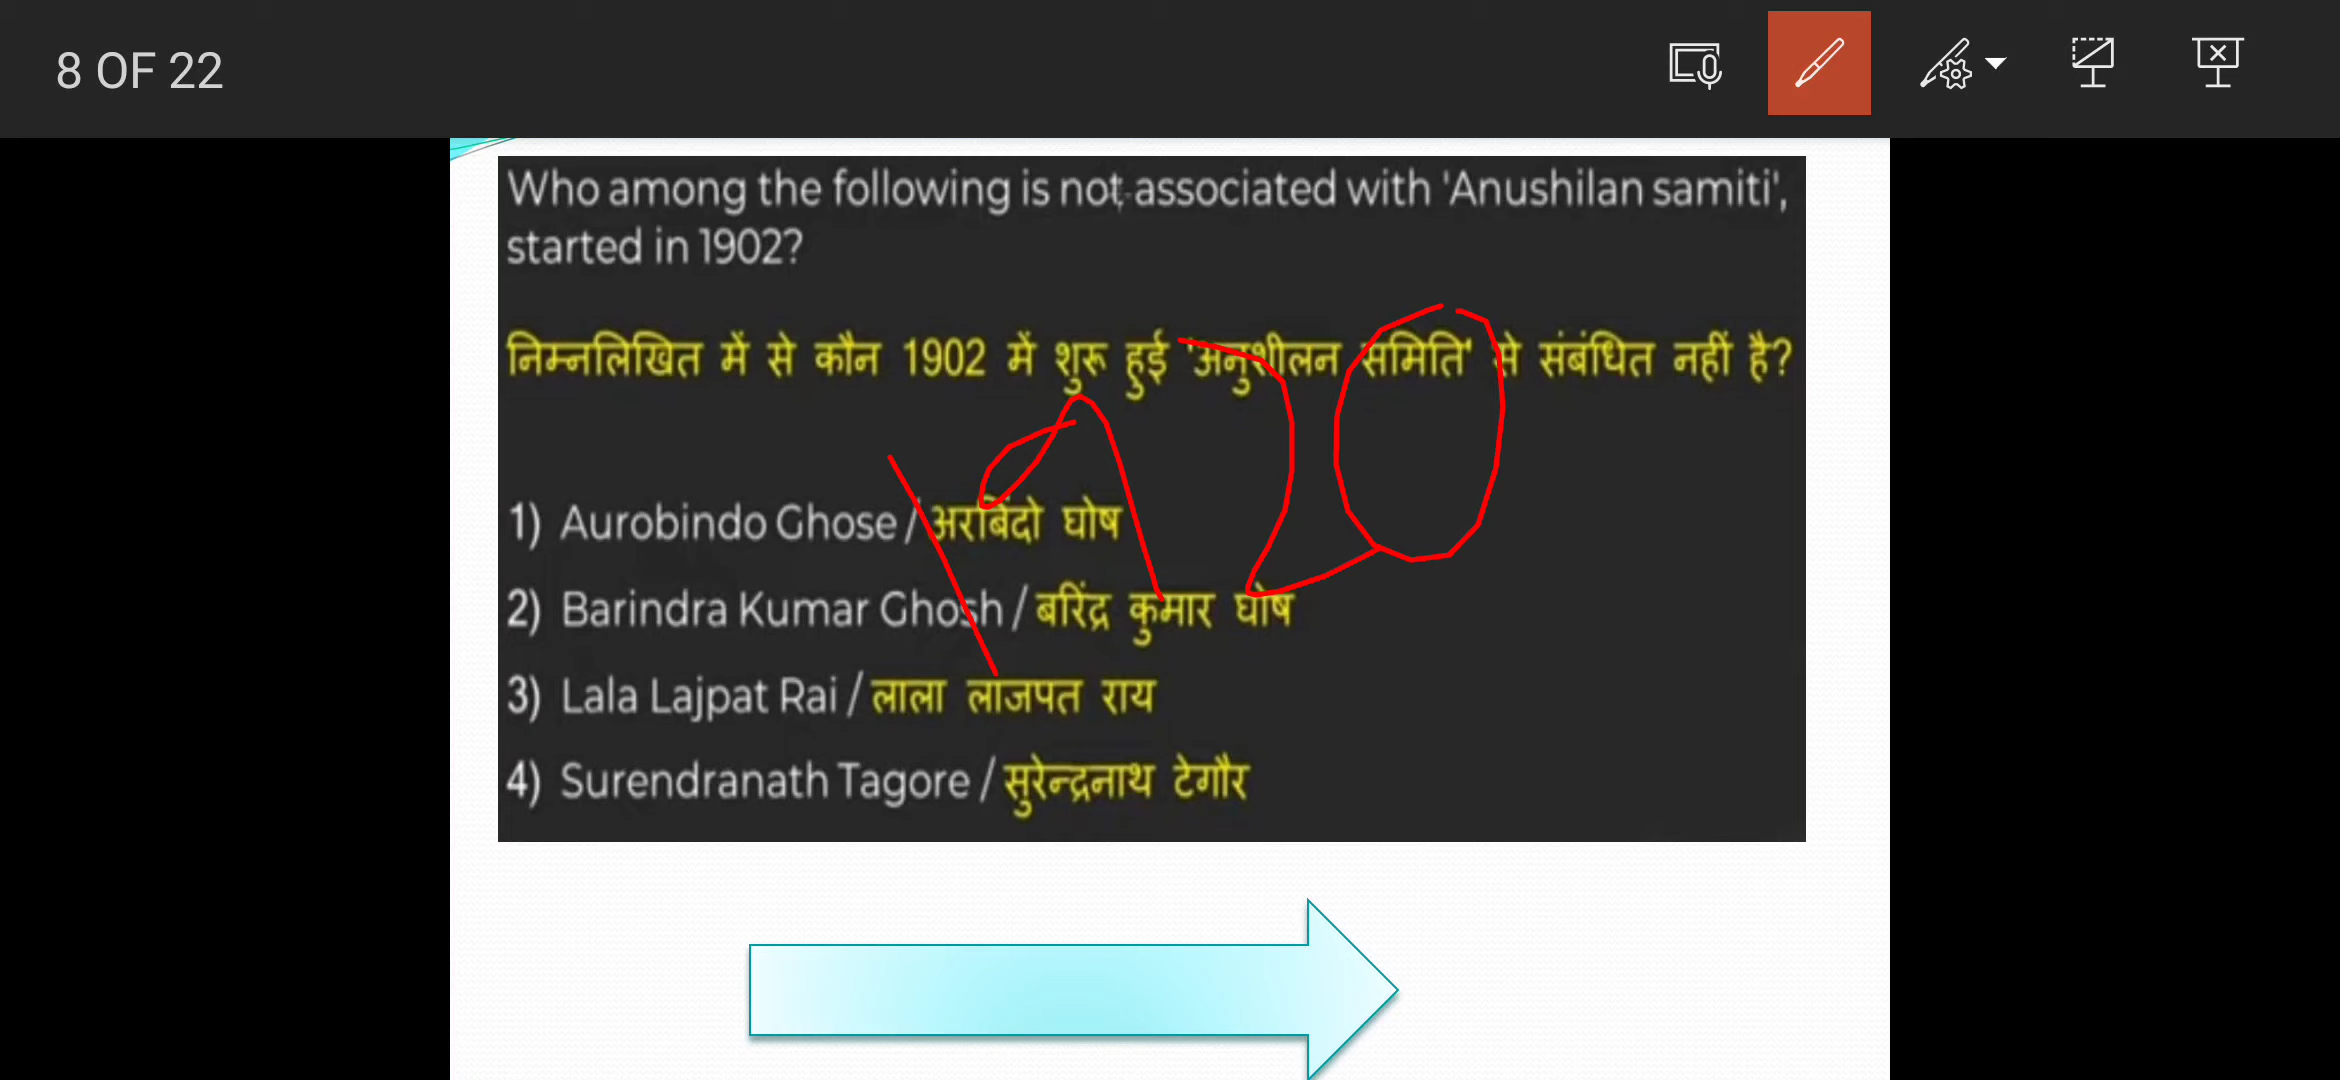 8 OF 22
Who among the following is not associated with 'Anushilan samiti',
started in 1902?
निम्नलिखित में से कौन 1902 में शुरू हुई 'अनुशीलन समिति' से संबंधित नहीं है?
1) Aurobindo Ghose / अरबिंदो घोष
2) Barindra Kumar Ghosh / बरिंद्र कुमार घोष
3) Lala Lajpat Rai / लाला लाजपत राय
4) Surendranath Tagore / सुरेन्द्रनाथ टेगौर